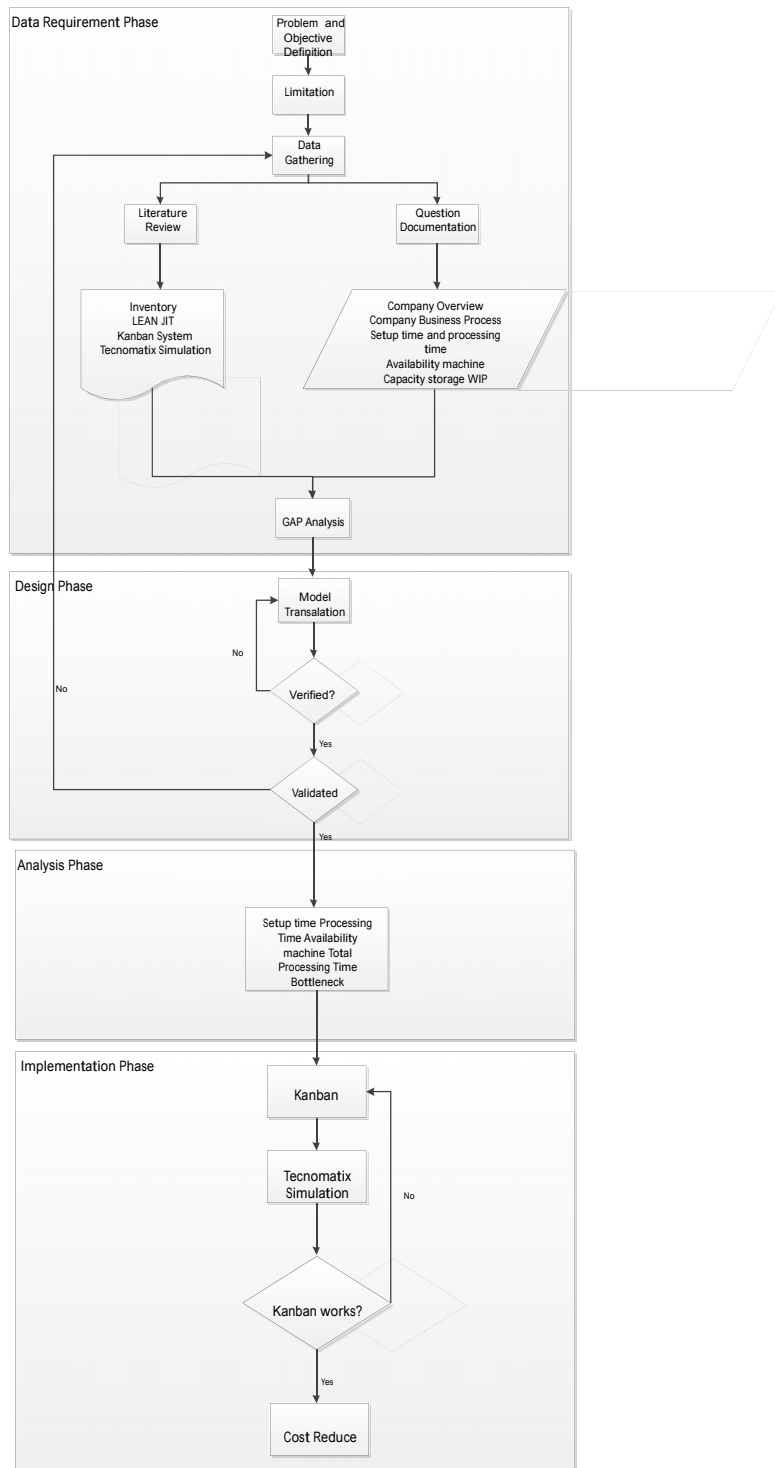 Data Requirement Phase
Problem and
Objective
Definition
Limitation
Data
Gathering
Literature
Review
Question
Documentation
Inventory
LEAN JIT
Kanban System
Tecnomatix Simulation
Company Overview
Company Business Process
Setup time and processing
time
Availability machine
Capacity storage WIP
GAP Analysis
Design Phase
Model
Transalation
No
Verified?
No
Yes
Validated
Yes
Analysis Phase
Setup time Processing
Time Availability
machine Total
Processing Time
Bottleneck
Implementation Phase
Kanban
Tecnomatix
Simulation
No
Kanban works?
Yes
Cost Reduce